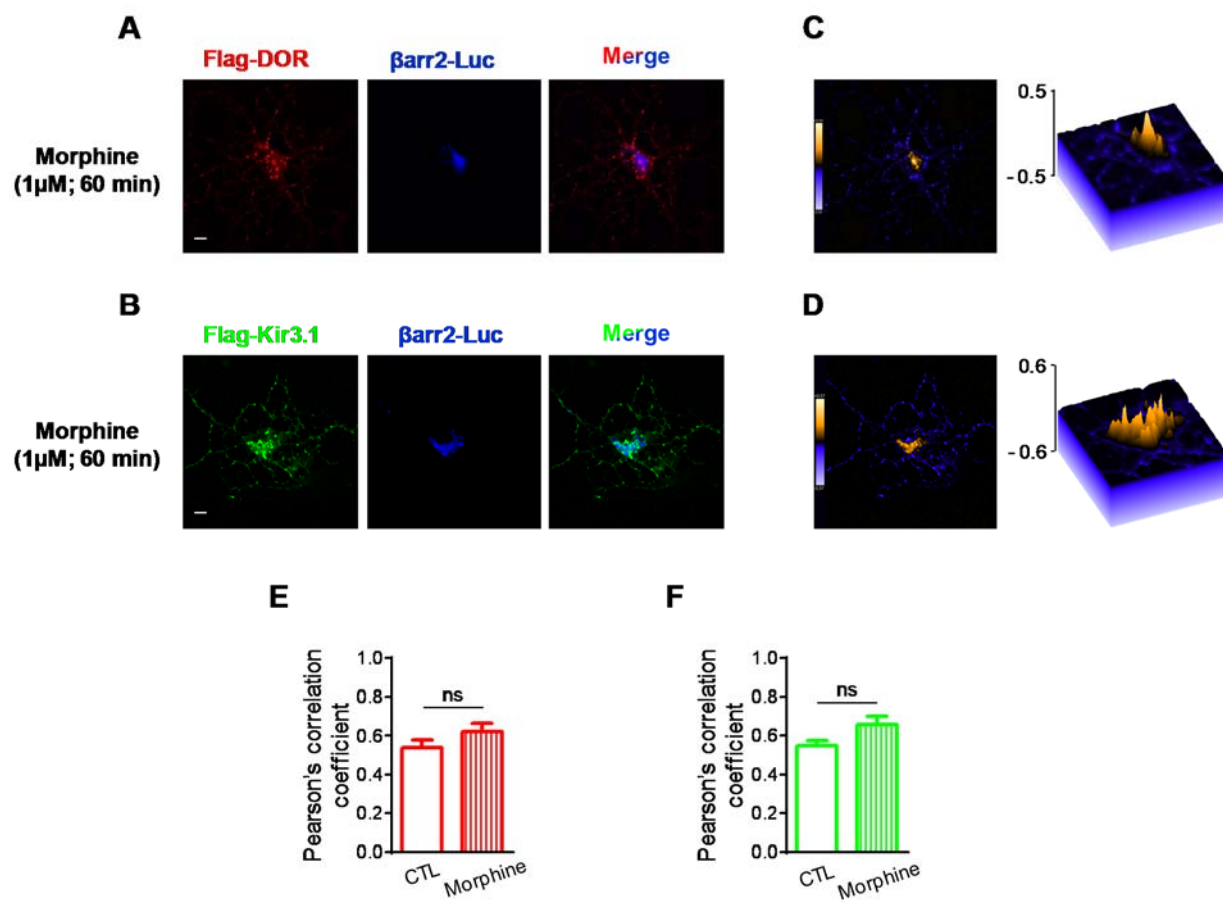 A
C
Flag-DOR
βarr2-Luc
Merge
Morphine
(1µM; 60 min)
0.5
-0.5
B
D
Flag-Kir3.1
βarr2-Luc
Merge
Morphine
(1µM; 60 min)
0.6
-0.6
E
F
Pearson's correlation
coefficient
1.0
0.8
0.6
0.4
0.2
0.0
ns
CTL
Morphine
Pearson's correlation
coefficient
1.0
0.8
0.6
0.4
0.2
0.0
ns
CTL
Morphine